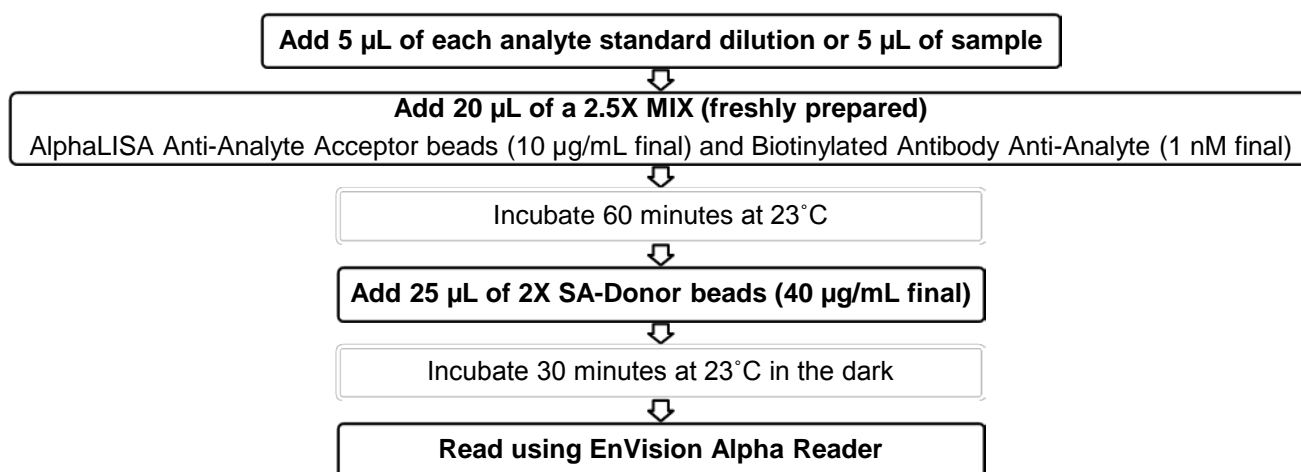 Add 5 µL of each analyte standard dilution or 5 µL of sample
Add 20 µL of a 2.5X MIX (freshly prepared)
AlphaLISA Anti-Analyte Acceptor beads (10 µg/mL final) and Biotinylated Antibody Anti-Analyte (1 nM final)
Incubate 60 minutes at 23˚C
Add 25 µL of 2X SA-Donor beads (40 µg/mL final)
Incubate 30 minutes at 23˚C in the dark
Read using EnVision Alpha Reader